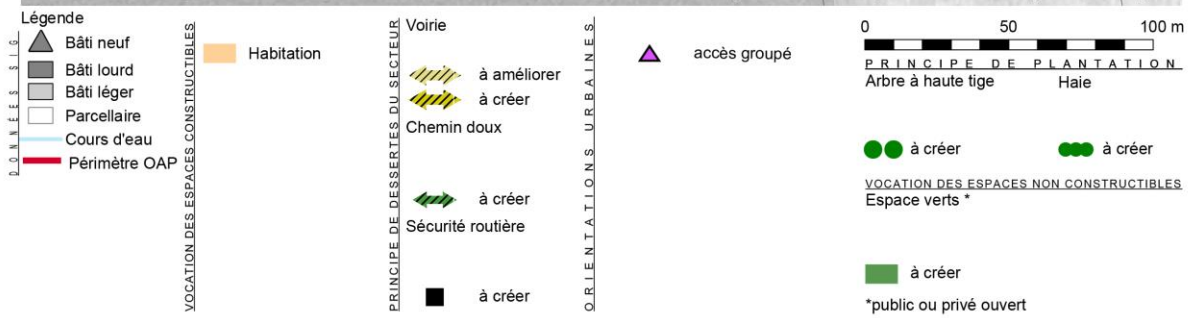 Légende
Bâti neuf
Bâti lourd
Bâti léger
Parcellaire
Cours d'eau
Périmètre OAP
DONNÉES SIG
VOCATION DES ESPACES CONSTRUCTIBLES
Habitation
PRINCIPE DE DESSERTES DU SECTEUR
Voirie
à améliorer
à créer
Chemin doux
à créer
Sécurité routière
à créer
ORIENTATIONS URBAINES
accès groupé
0 50 100 m
PRINCIPE DE PLANTATION
Arbre à haute tige Haie
à créer à créer
VOCATION DES ESPACES NON CONSTRUCTIBLES
Espace verts *
à créer
*public ou privé ouvert